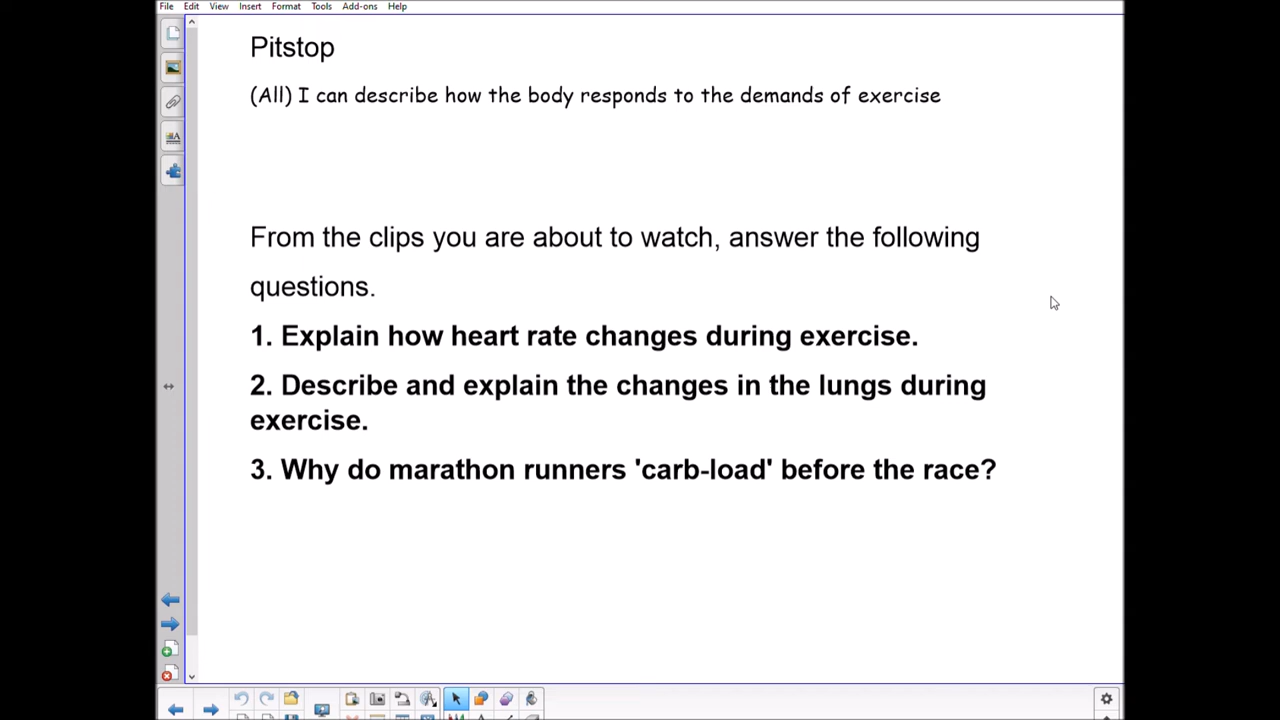 File Edit View Insert Format Tools Add-ons Help
Pitstop
(All) I can describe how the body responds to the demands of exercise
From the clips you are about to watch, answer the following
questions.
1. Explain how heart rate changes during exercise.
2. Describe and explain the changes in the lungs during
exercise.
3. Why do marathon runners 'carb-load' before the race?